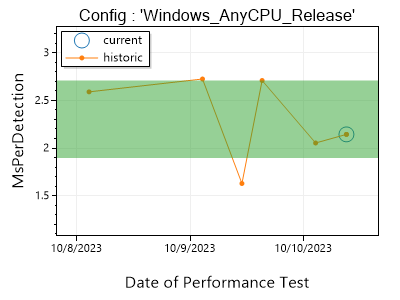 Config : 'Windows_AnyCPU_Release'
current
historic
3
2.5
2
1.5
MsPerDetection
10/8/2023 10/9/2023 10/10/2023
Date of Performance Test